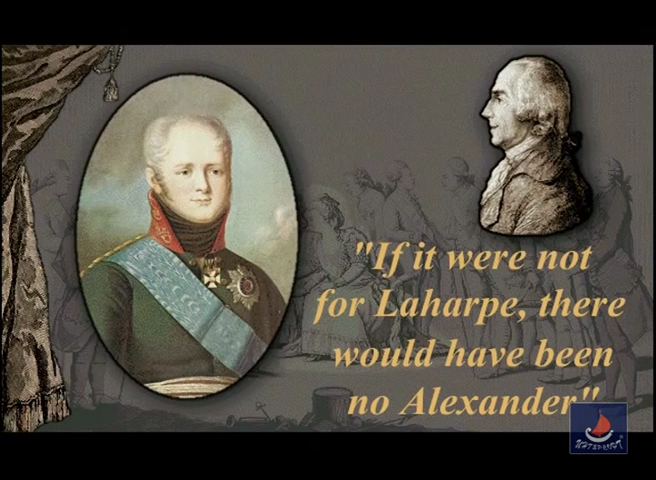 "If it were not
for Laharpe, there
would have been
no Alexander"